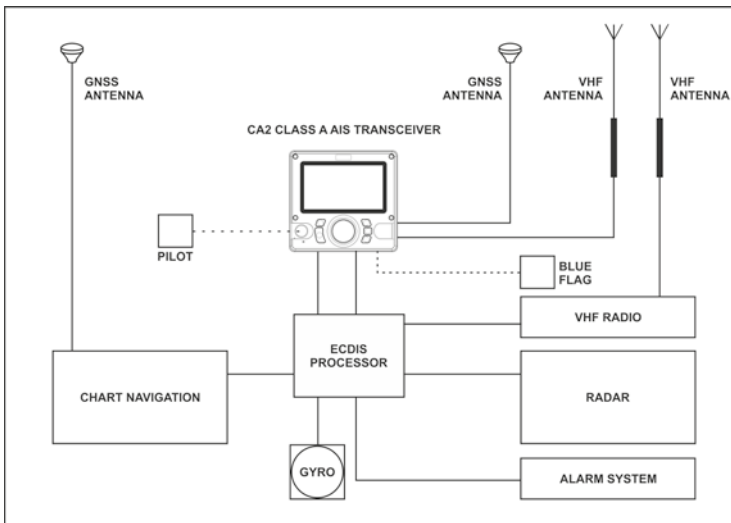 GNSS
ANTENNA
GNSS
ANTENNA
VHF
ANTENNA
VHF
ANTENNA
CA2 CLASS A AIS TRANSCEIVER
PILOT
BLUE
FLAG
VHF RADIO
ECDIS
PROCESSOR
CHART NAVIGATION
RADAR
GYRO
ALARM SYSTEM